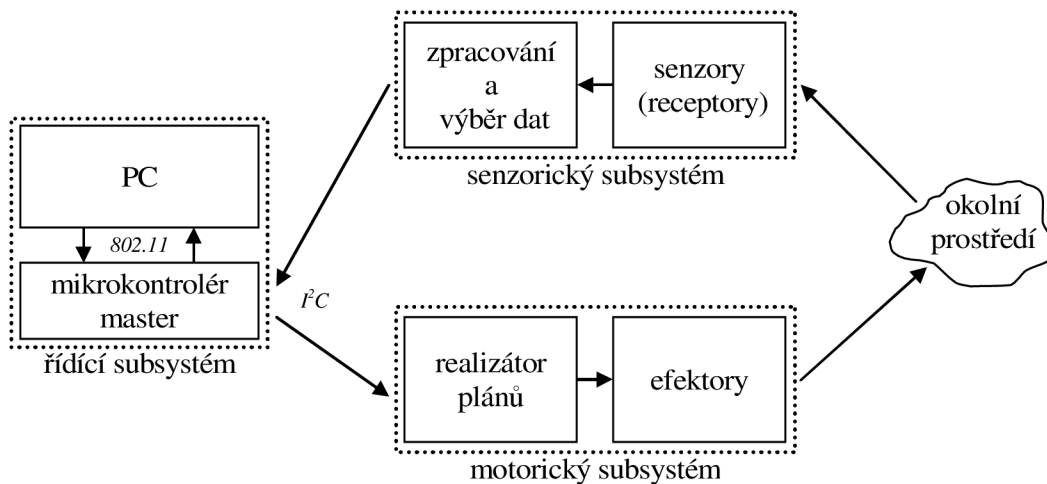 zpracování
a
výběr dat
senzory
(receptory)
senzorický subsystém
PC
802.11
mikrokontrolér
master
řídící subsystém
I²C
okolní
prostředí
realizátor
plánů
efektory
motorický subsystém